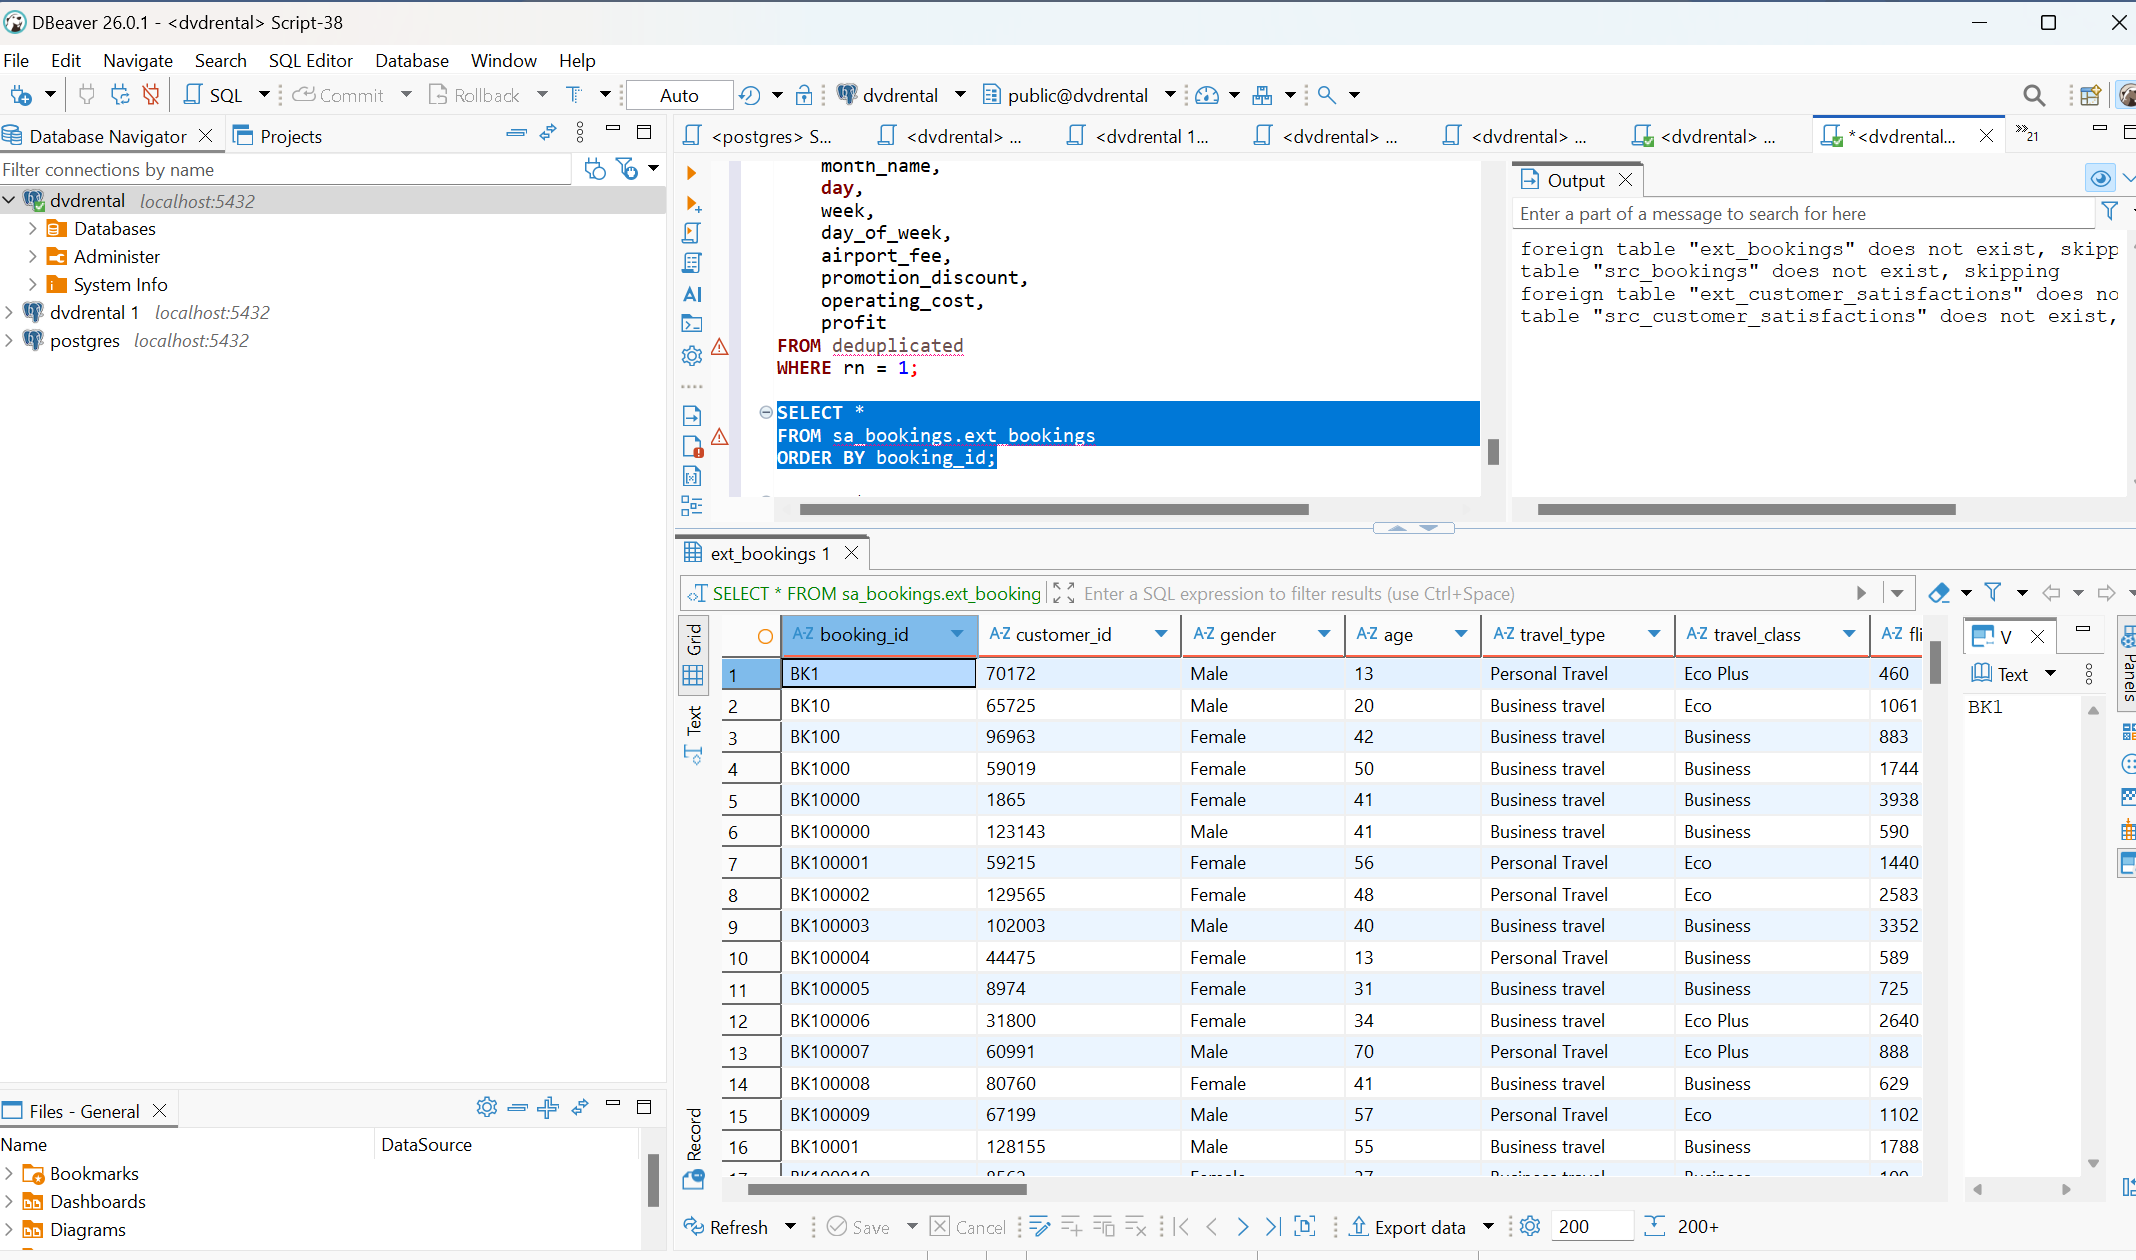 DBeaver 26.0.1 - <dvdrental> Script-38
File Edit Navigate Search SQL Editor Database Window Help
SQL Commit Rollback Auto dvdrental public@dvdrental
Database Navigator Projects
Filter connections by name
dvdrental localhost:5432
Databases
Administer
System Info
dvdrental 1 localhost:5432
postgres localhost:5432
Files - General
Name DataSource
Bookmarks
Dashboards
Diagrams
<postgres> S... <dvdrental> ... <dvdrental 1... <dvdrental> ... <dvdrental> ... <dvdrental> ... *<dvdrental... »21
month_name,
day,
week,
day_of_week,
airport_fee,
promotion_discount,
operating_cost,
profit
FROM deduplicated
WHERE rn = 1;
SELECT *
FROM sa_bookings.ext_bookings
ORDER BY booking_id;
AI
Output
Enter a part of a message to search for here
foreign table "ext_bookings" does not exist, skipp
table "src_bookings" does not exist, skipping
foreign table "ext_customer_satisfactions" does no
table "src_customer_satisfactions" does not exist,
ext_bookings 1
SELECT * FROM sa_bookings.ext_booking Enter a SQL expression to filter results (use Ctrl+Space)
Grid
Text
Record
A-Z booking_id A-Z customer_id A-Z gender A-Z age A-Z travel_type A-Z travel_class A-Z fli
1 BK1 70172 Male 13 Personal Travel Eco Plus 460
2 BK10 65725 Male 20 Business travel Eco 1061
3 BK100 96963 Female 42 Business travel Business 883
4 BK1000 59019 Female 50 Business travel Business 1744
5 BK10000 1865 Female 41 Business travel Business 3938
6 BK100000 123143 Male 41 Business travel Business 590
7 BK100001 59215 Female 56 Personal Travel Eco 1440
8 BK100002 129565 Female 48 Personal Travel Eco 2583
9 BK100003 102003 Male 40 Business travel Business 3352
10 BK100004 44475 Female 13 Personal Travel Business 589
11 BK100005 8974 Female 31 Business travel Business 725
12 BK100006 31800 Female 34 Business travel Eco Plus 2640
13 BK100007 60991 Male 70 Personal Travel Eco Plus 888
14 BK100008 80760 Female 41 Business travel Business 629
15 BK100009 67199 Male 57 Personal Travel Eco 1102
16 BK10001 128155 Male 55 Business travel Business 1788
V
Text
BK1
Panels
Refresh Save Cancel Export data 200 200+